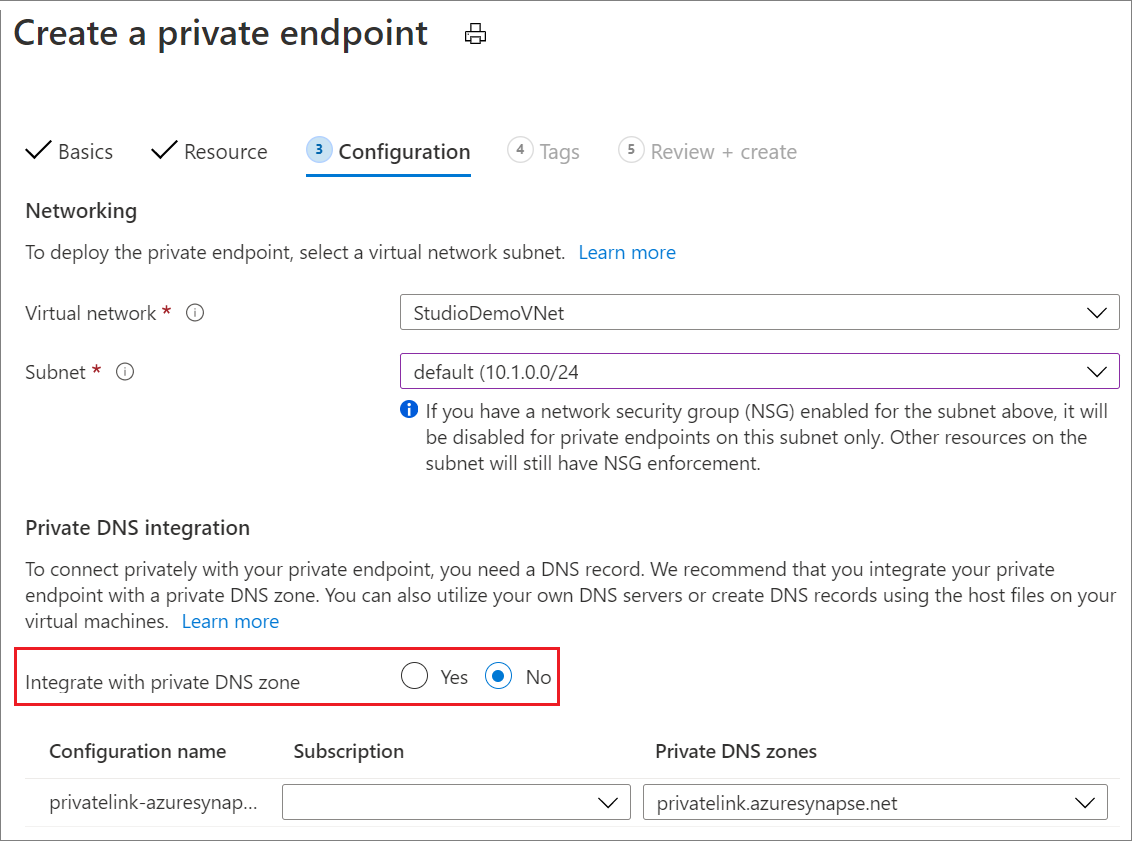 Create a private endpoint
Basics
Resource
3 Configuration
4 Tags
5 Review + create
Networking
To deploy the private endpoint, select a virtual network subnet. Learn more
Virtual network *
StudioDemoVNet
Subnet *
default (10.1.0.0/24
If you have a network security group (NSG) enabled for the subnet above, it will
be disabled for private endpoints on this subnet only. Other resources on the
subnet will still have NSG enforcement.
Private DNS integration
To connect privately with your private endpoint, you need a DNS record. We recommend that you integrate your private
endpoint with a private DNS zone. You can also utilize your own DNS servers or create DNS records using the host files on your
virtual machines. Learn more
Integrate with private DNS zone
Yes
No
Configuration name
Subscription
Private DNS zones
privatelink-azuresynap...
privatelink.azuresynapse.net